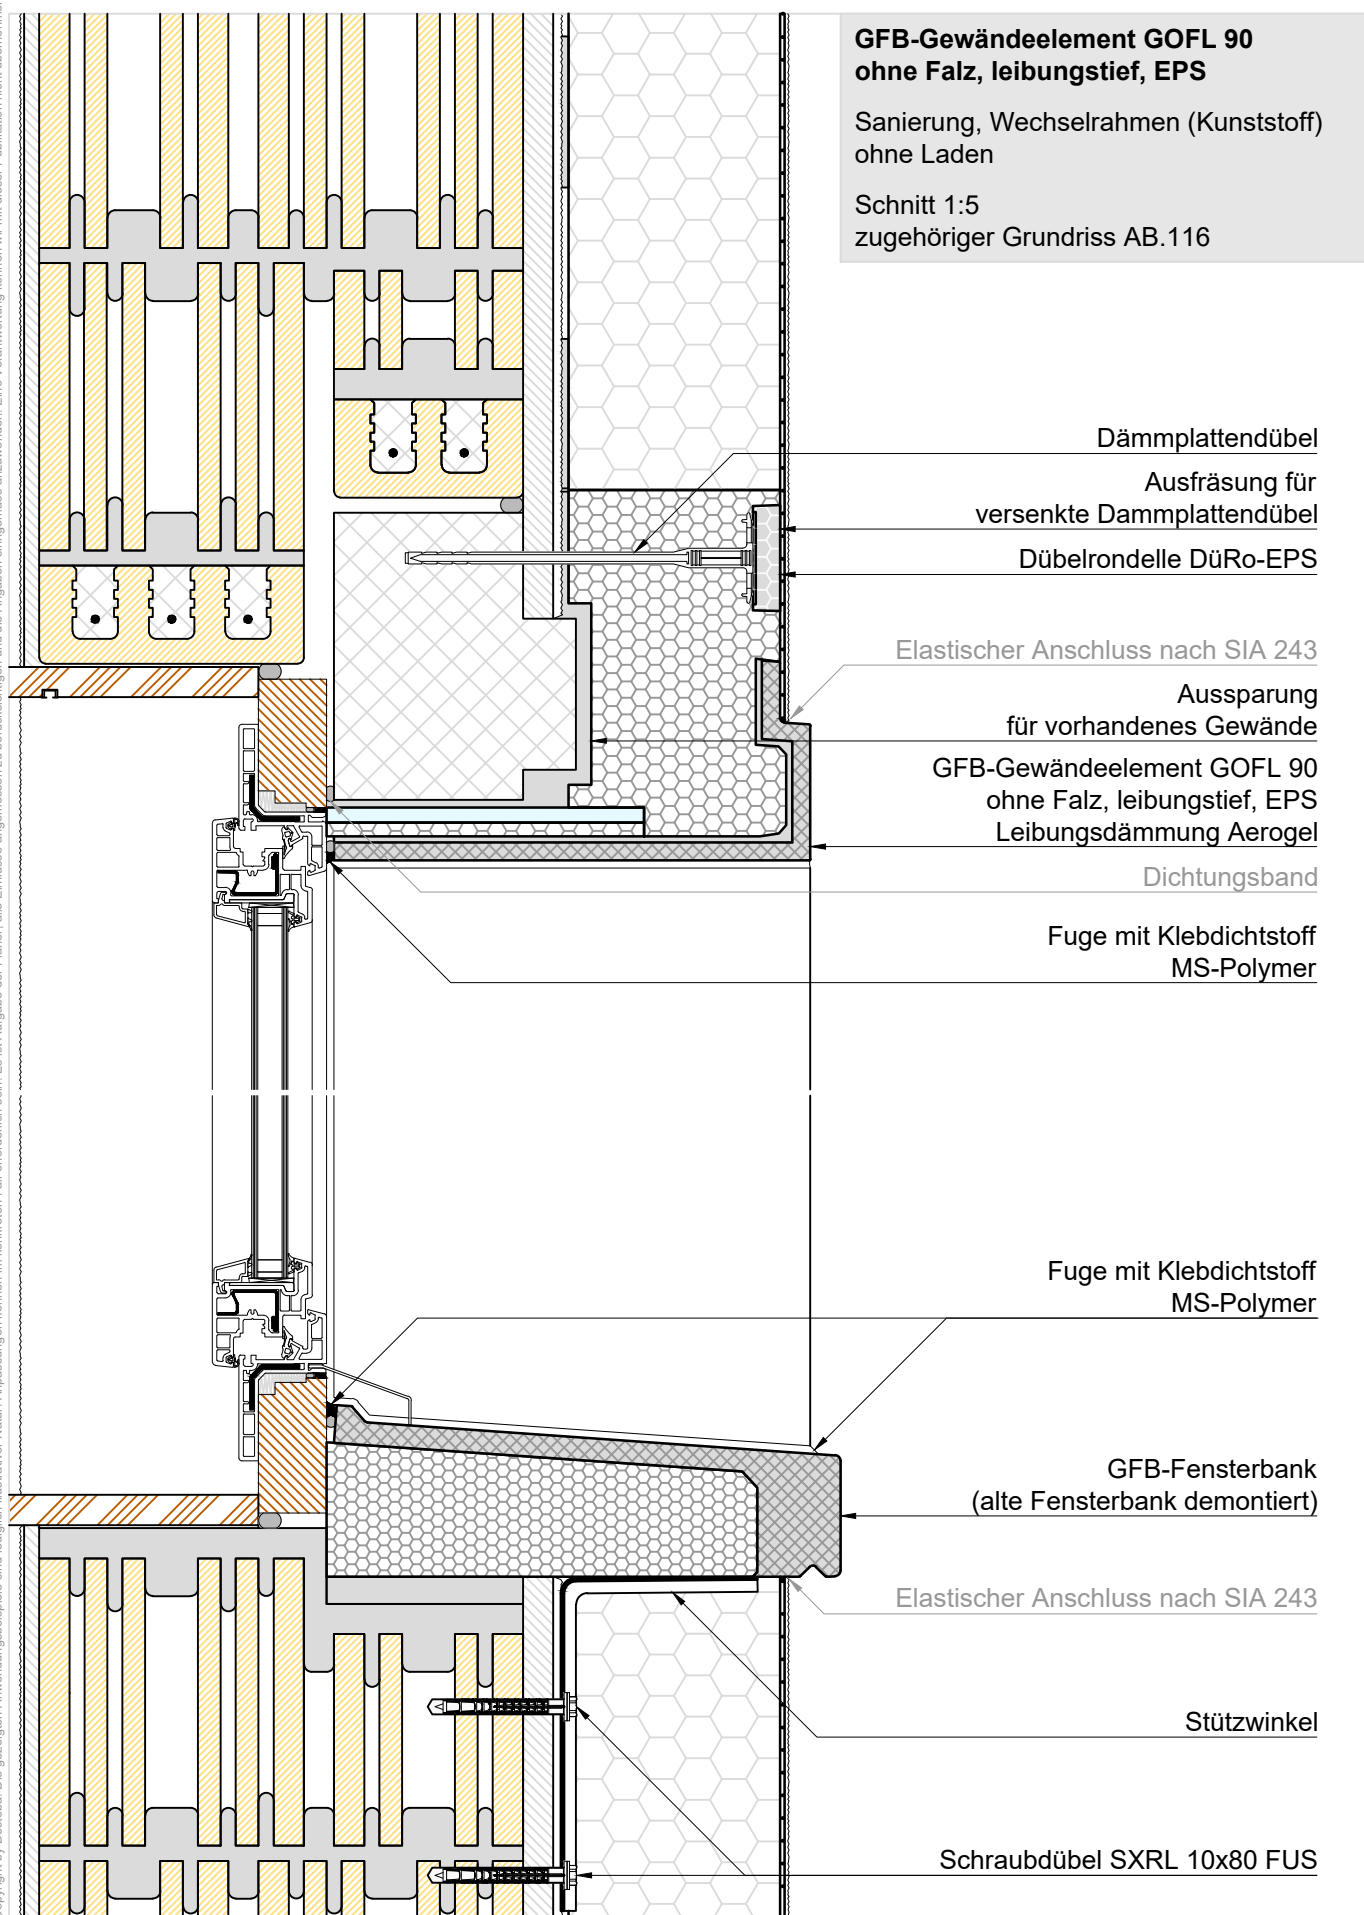 GFB-Gewändeelement GOFL 90
ohne Falz, leibungstief, EPS
Sanierung, Wechselrahmen (Kunststoff)
ohne Laden
Schnitt 1:5
zugehöriger Grundriss AB.116
Dämmplattendübel
Ausfräsung für
versenkte Dammplattendübel
Dübelrondelle DüRo-EPS
Elastischer Anschluss nach SIA 243
Aussparung
für vorhandenes Gewände
GFB-Gewändeelement GOFL 90
ohne Falz, leibungstief, EPS
Leibungsdämmung Aerogel
Dichtungsband
Fuge mit Klebdichtstoff
MS-Polymer
Fuge mit Klebdichtstoff
MS-Polymer
GFB-Fensterbank
(alte Fensterbank demontiert)
Elastischer Anschluss nach SIA 243
Stützwinkel
Schraubdübel SXRL 10x80 FUS